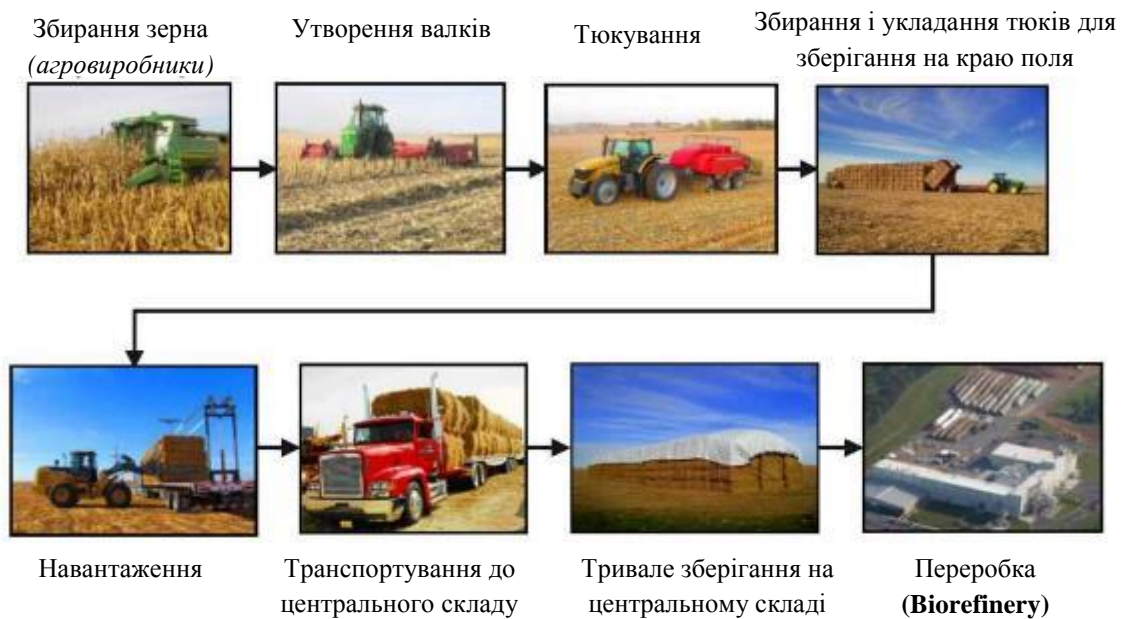 Збирання зерна
(агровиробники)
Утворення валків
Тюкування
Збирання і укладання тюків для
зберігання на краю поля
Навантаження
Транспортування до
центрального складу
Тривале зберігання на
центральному складі
Переробка
(Biorefinery)